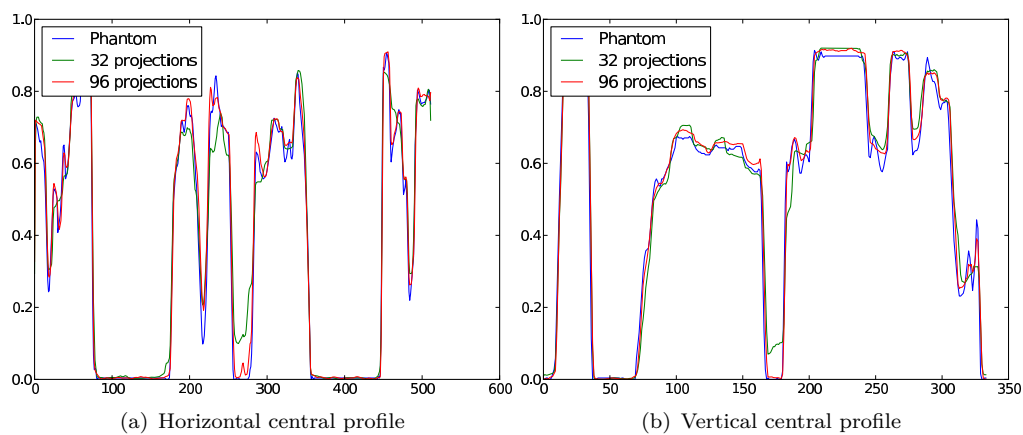 1.0
0.8
0.6
0.4
0.2
0.0
0 100 200 300 400 500 600
Phantom
32 projections
96 projections
(a) Horizontal central profile
1.0
0.8
0.6
0.4
0.2
0.0
0 50 100 150 200 250 300 350
Phantom
32 projections
96 projections
(b) Vertical central profile